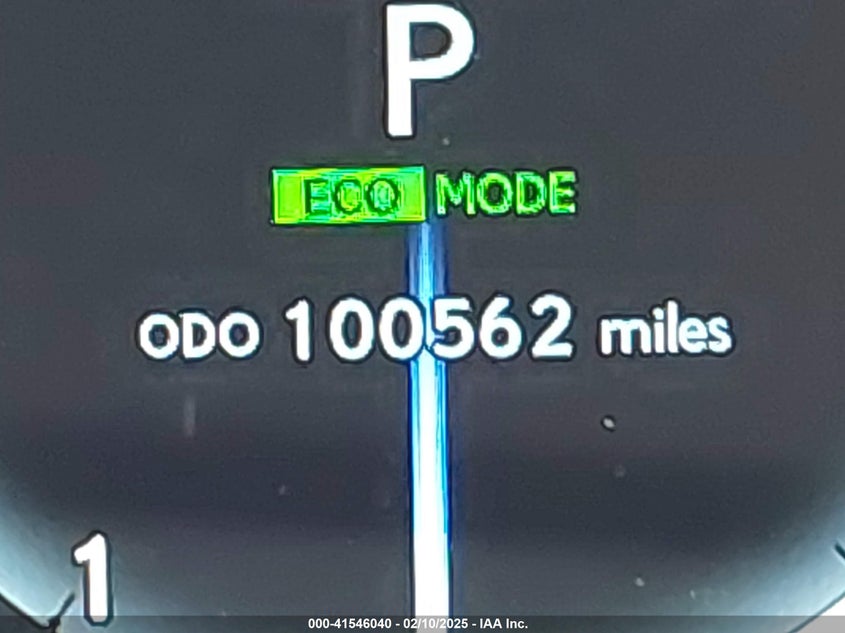 P
ECO MODE
ODO 100562 miles
1
000-41546040 - 02/10/2025 - IAA Inc.